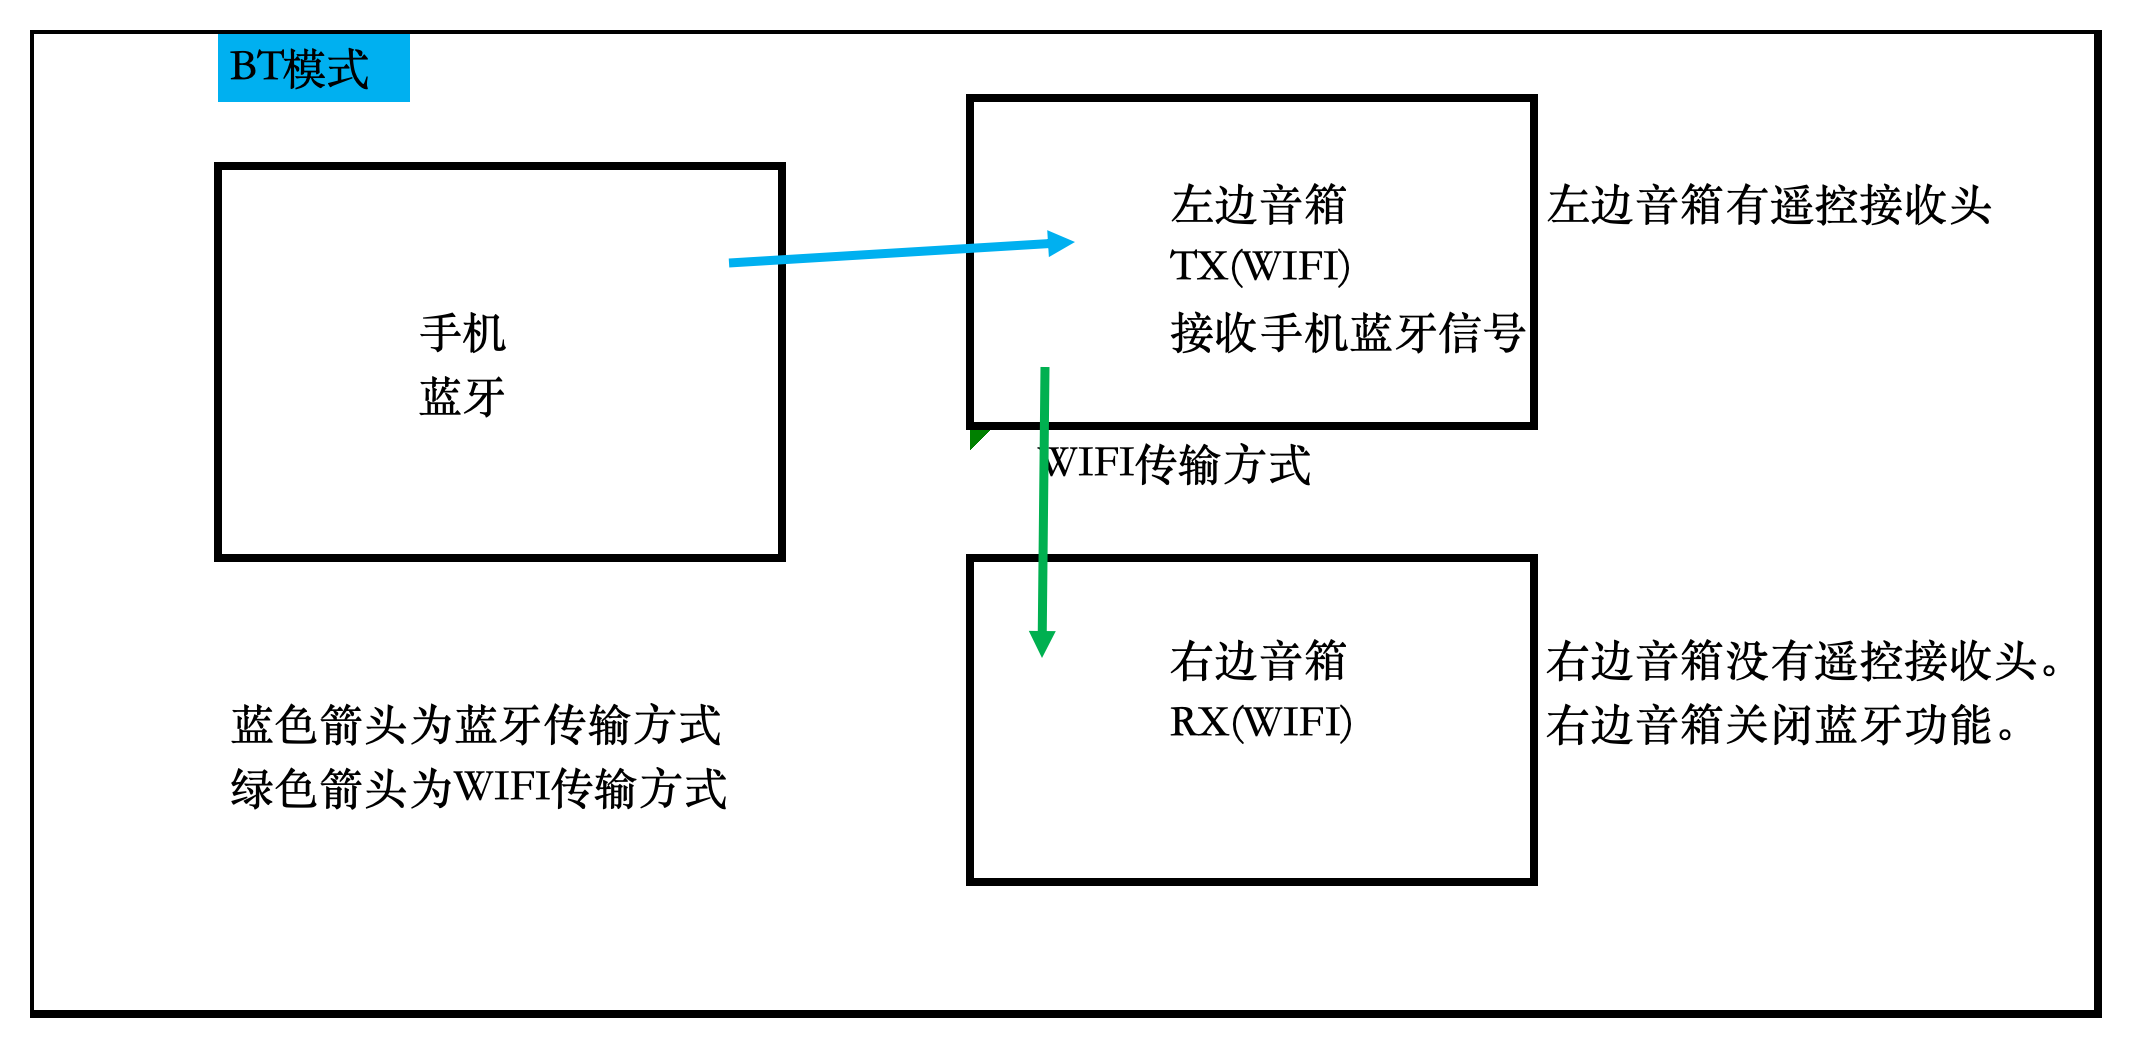 BT模式
手机
蓝牙
左边音箱
TX(WIFI)
接收手机蓝牙信号
左边音箱有遥控接收头
WIFI传输方式
右边音箱
RX(WIFI)
右边音箱没有遥控接收头。
右边音箱关闭蓝牙功能。
蓝色箭头为蓝牙传输方式
绿色箭头为WIFI传输方式